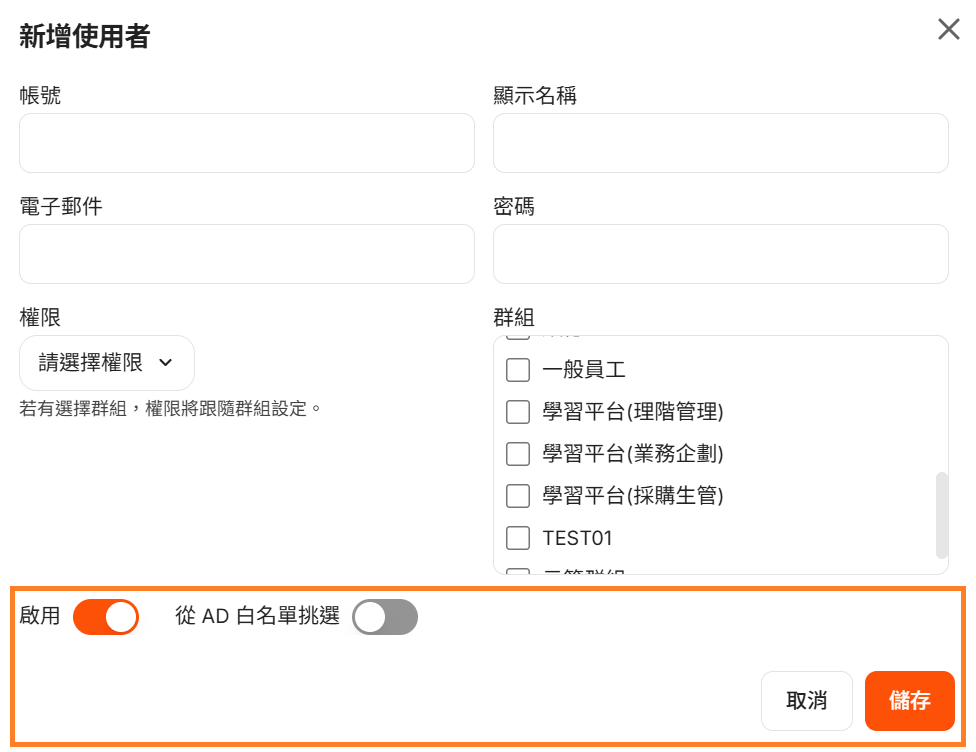 新增使用者
帳號
顯示名稱
電子郵件
密碼
權限
請選擇權限
若有選擇群組，權限將跟隨群組設定。
群組
一般員工
學習平台(理階管理)
學習平台(業務企劃)
學習平台(採購生管)
TEST01
啟用
從 AD 白名單挑選
取消
儲存